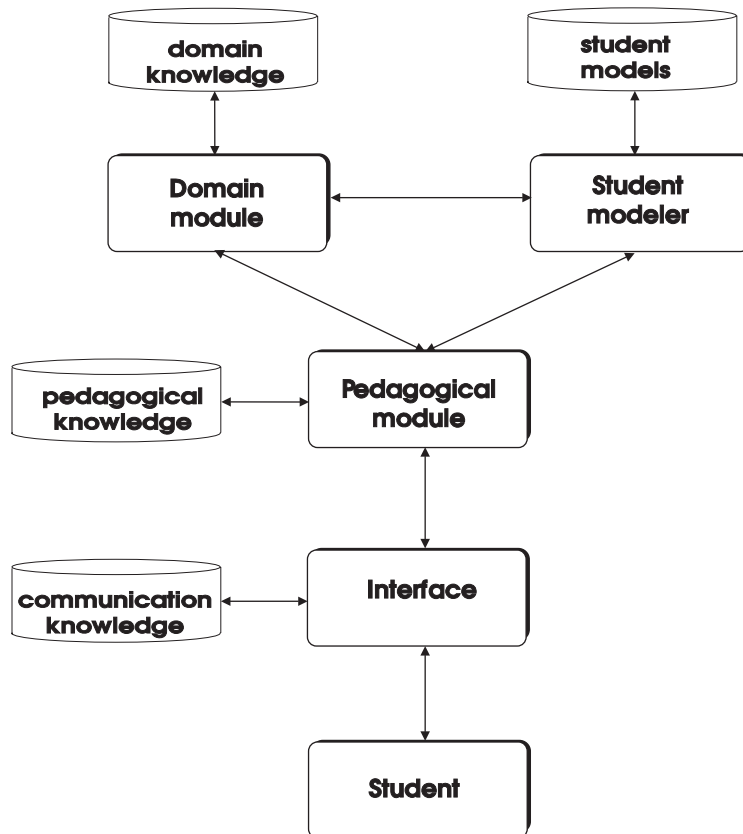 domain
knowledge
student
models
Domain
module
Student
modeler
pedagogical
knowledge
Pedagogical
module
communication
knowledge
Interface
Student